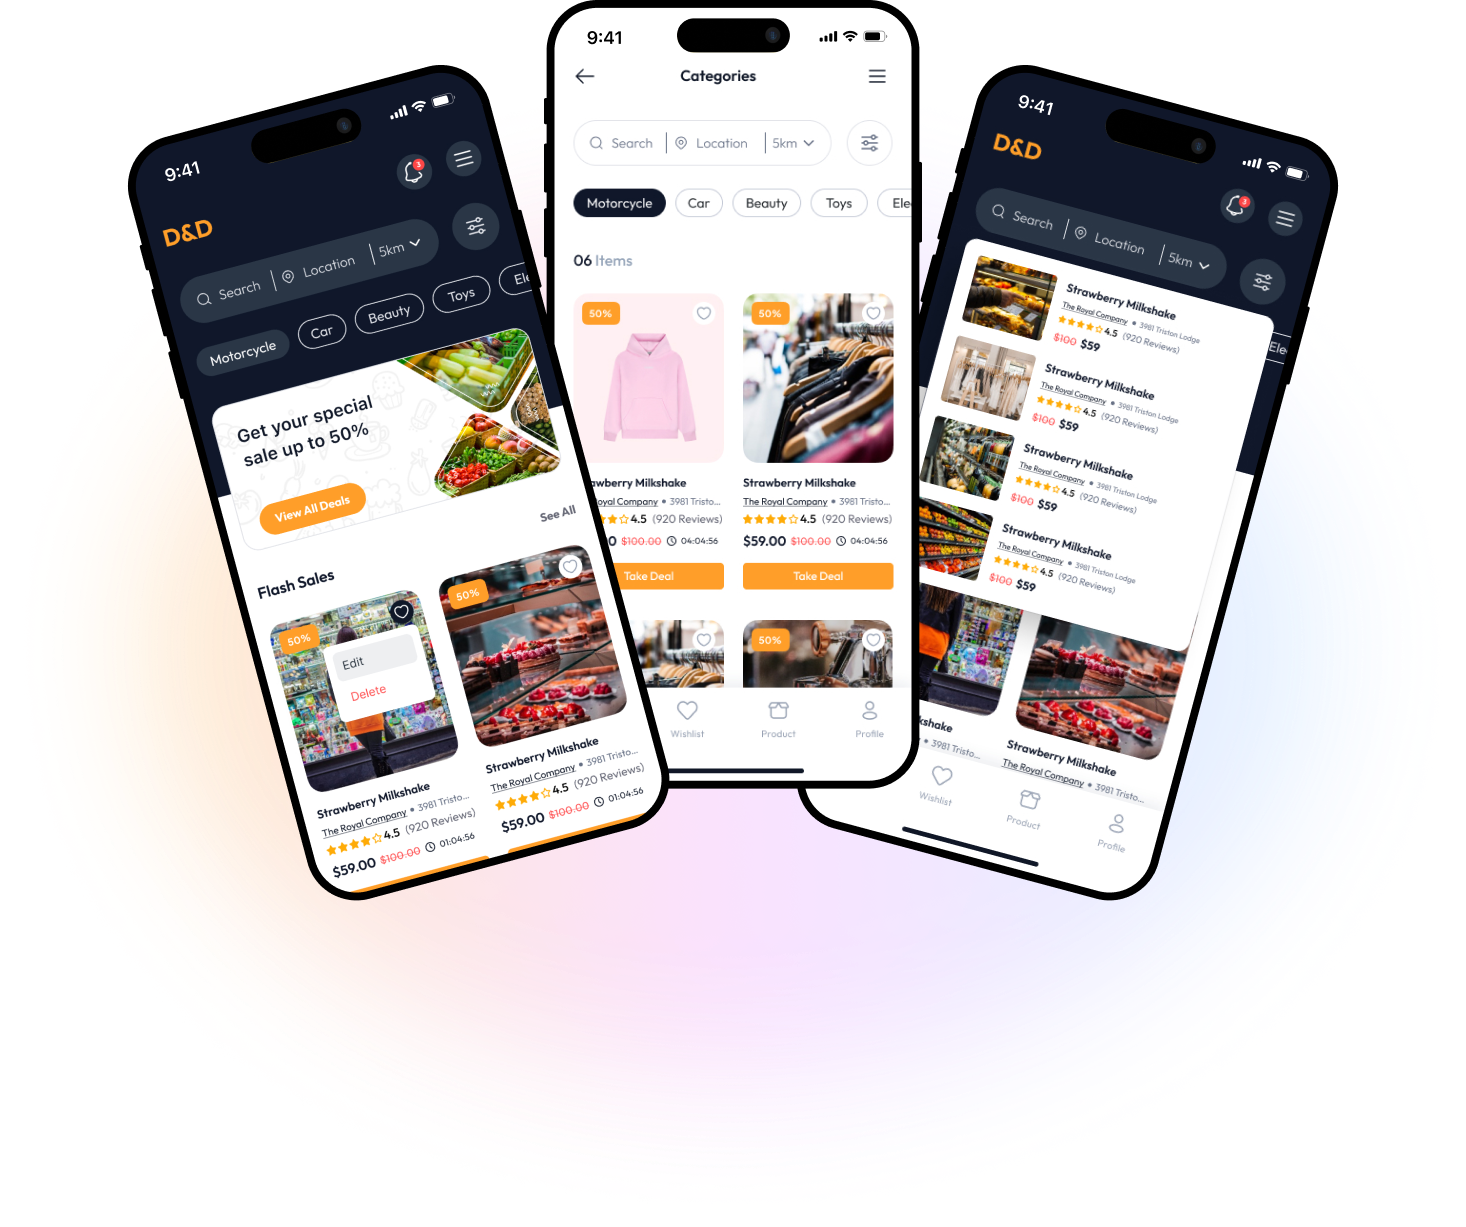 9:41
D&D
3
Search
Location
5km
Motorcycle
Car
Beauty
Toys
Ele
Get your special
sale up to 50%
View All Deals
See All
Flash Sales
50%
Edit
Delete
Strawberry Milkshake
The Royal Company • 3981 Tristo...
4.5 (920 Reviews)
$59.00 $100.00 01:04:56
50%
Strawberry Milkshake
The Royal Company • 3981 Tristo...
4.5 (920 Reviews)
$59.00 $100.00 01:04:56
9:41
Categories
Search
Location
5km
Motorcycle
Car
Beauty
Toys
Ele
06 Items
50%
awberry Milkshake
oyal Company • 3981 Tristo...
4.5 (920 Reviews)
0 $100.00 04:04:56
Take Deal
50%
Strawberry Milkshake
The Royal Company • 3981 Tristo...
4.5 (920 Reviews)
$59.00 $100.00 04:04:56
Take Deal
50%
Wishlist
Product
Profile
9:41
D&D
3
Search
Location
5km
Ele
Strawberry Milkshake
The Royal Company • 3981 Triston Lodge
4.5 (920 Reviews)
$100 $59
Strawberry Milkshake
The Royal Company • 3981 Triston Lodge
4.5 (920 Reviews)
$100 $59
Strawberry Milkshake
The Royal Company • 3981 Triston Lodge
4.5 (920 Reviews)
$100 $59
Strawberry Milkshake
The Royal Company • 3981 Triston Lodge
4.5 (920 Reviews)
$100 $59
kshake
• 3981 Tristo...
Strawberry Milkshake
The Royal Company • 3981 Tristo...
Wishlist
Product
Profile